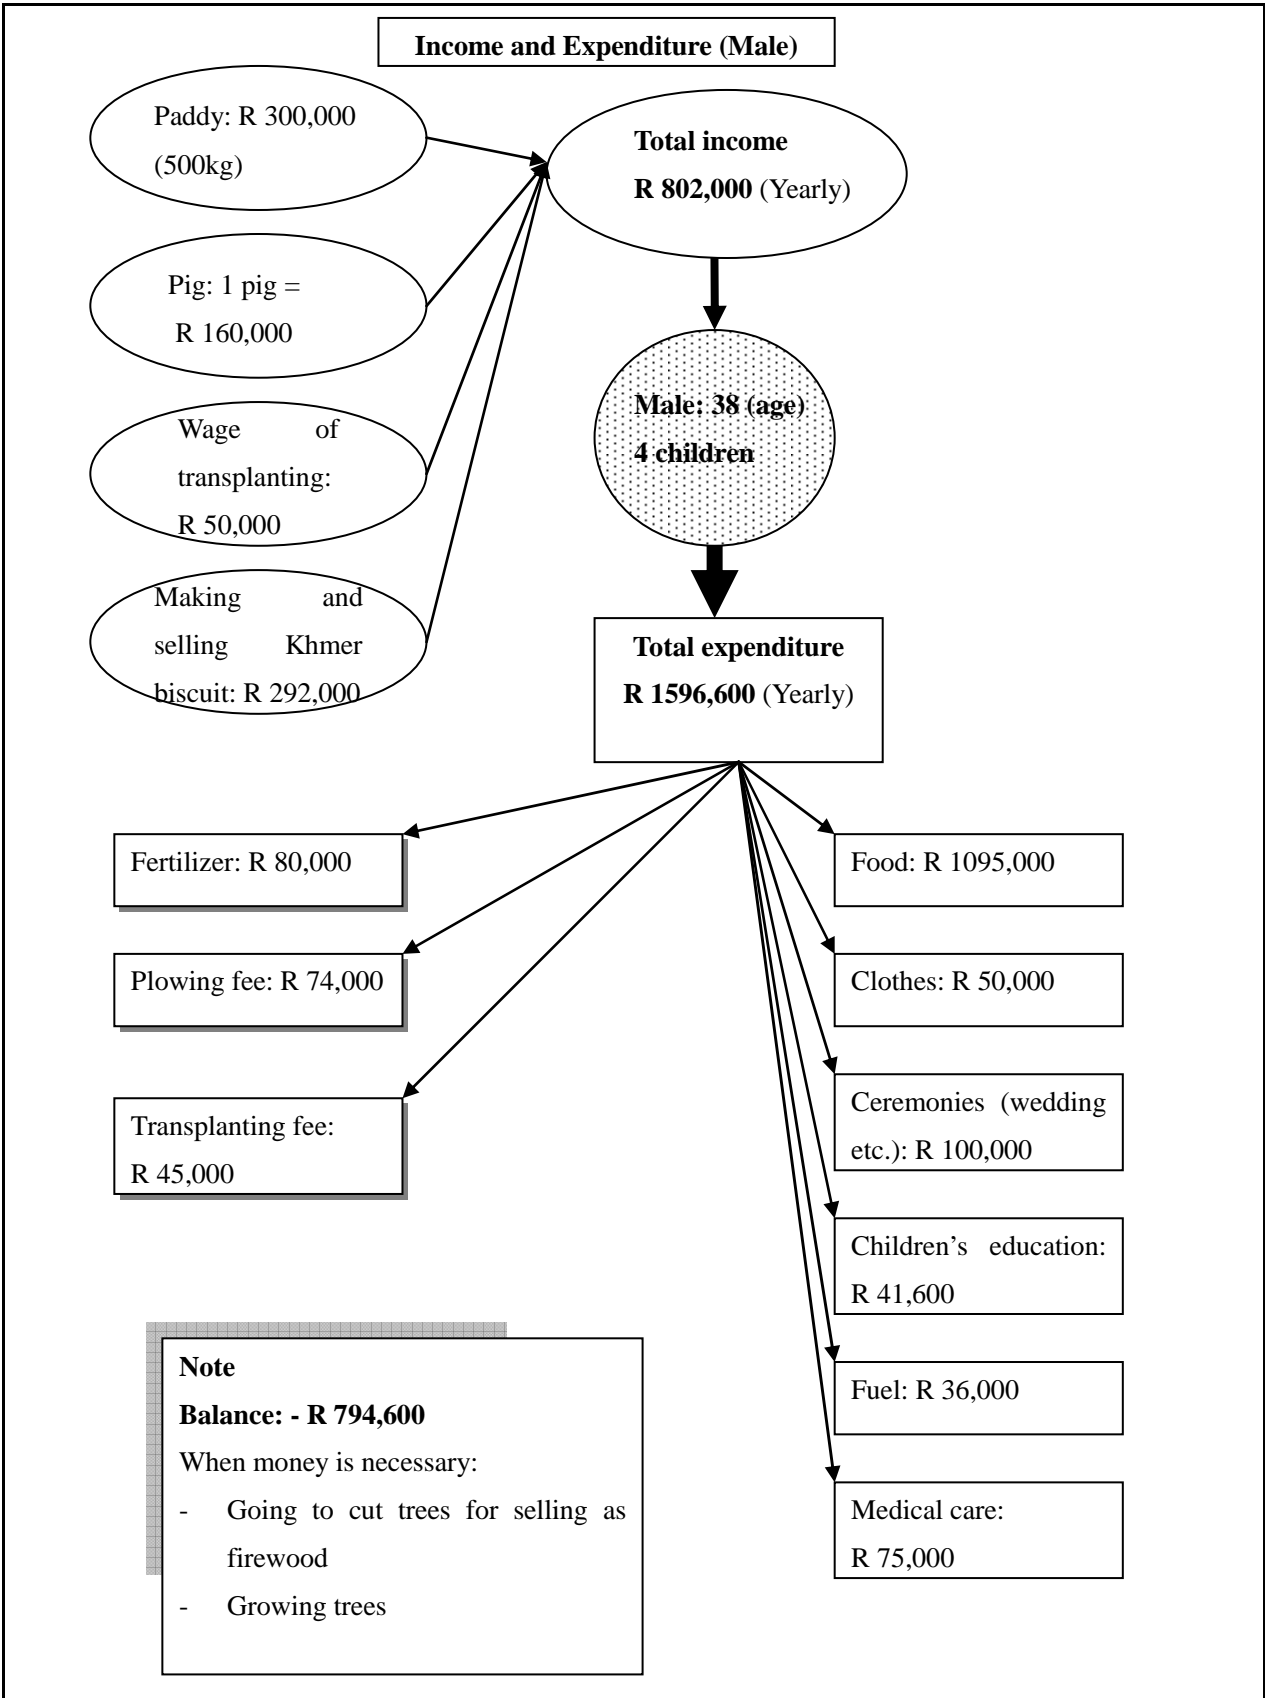 Income and Expenditure (Male)
Paddy: R 300,000
(500kg)
Total income
R 802,000 (Yearly)
Pig: 1 pig =
R 160,000
Wage of
transplanting:
R 50,000
Male: 38 (age)
4 children
Making and
selling Khmer
biscuit: R 292,000
Total expenditure
R 1596,600 (Yearly)
Fertilizer: R 80,000
Plowing fee: R 74,000
Transplanting fee:
R 45,000
Food: R 1095,000
Clothes: R 50,000
Ceremonies (wedding
etc.): R 100,000
Children’s education:
R 41,600
Fuel: R 36,000
Medical care:
R 75,000
Note
Balance: - R 794,600
When money is necessary:
- Going to cut trees for selling as
firewood
- Growing trees